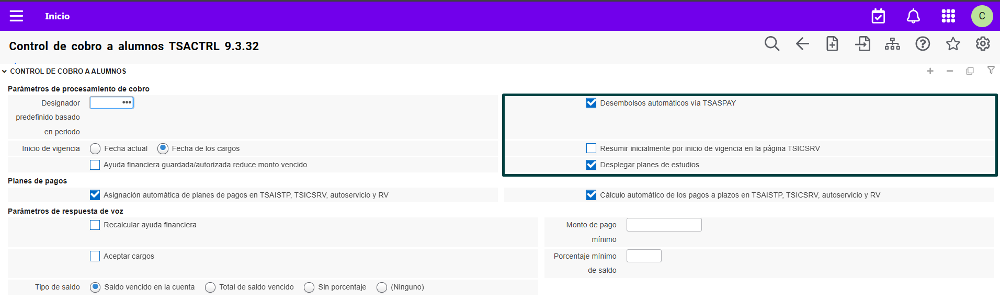 Inicio
C
Control de cobro a alumnos TSACTRL 9.3.32
CONTROL DE COBRO A ALUMNOS
Parámetros de procesamiento de cobro
Designador predefinido basado en periodo
Desembolsos automáticos vía TSASPAY
Inicio de vigencia
Fecha actual
Fecha de los cargos
Resumir inicialmente por inicio de vigencia en la página TSICSRV
Ayuda financiera guardada/autorizada reduce monto vencido
Desplegar planes de estudios
Planes de pagos
Asignación automática de planes de pagos en TSAISTP, TSICSRV, autoservicio y RV
Cálculo automático de los pagos a plazos en TSAISTP, TSICSRV, autoservicio y RV
Parámetros de respuesta de voz
Recalcular ayuda financiera
Monto de pago mínimo
Aceptar cargos
Porcentaje mínimo de saldo
Tipo de saldo
Saldo vencido en la cuenta
Total de saldo vencido
Sin porcentaje
(Ninguno)